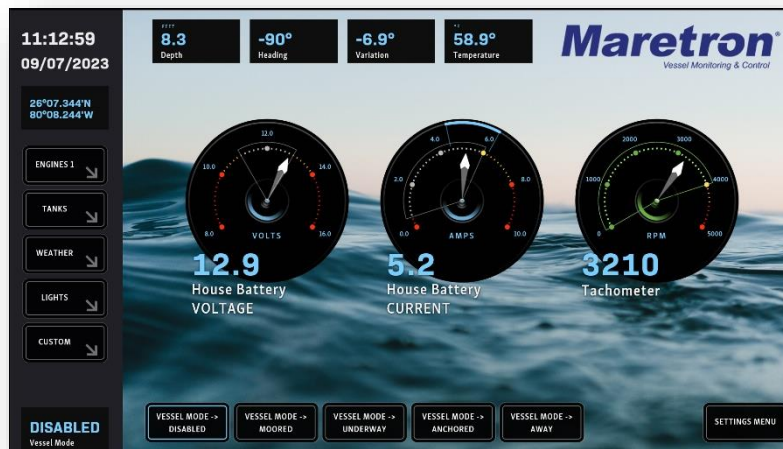 11:12:59
09/07/2023
26°07.344'N
80°08.244'W
ENGINES 1
TANKS
WEATHER
LIGHTS
CUSTOM
DISABLED
Vessel Mode
FEET
8.3
Depth
-90°
Heading
-6.9°
Variation
°F
58.9°
Temperature
Maretron®
Vessel Monitoring & Control
8.0
10.0
12.0
14.0
16.0
VOLTS
12.9
House Battery
VOLTAGE
0.0
2.0
4.0
6.0
8.0
10.0
AMPS
5.2
House Battery
CURRENT
0
1000
2000
3000
4000
5000
RPM
3210
Tachometer
VESSEL MODE ->
DISABLED
VESSEL MODE ->
MOORED
VESSEL MODE ->
UNDERWAY
VESSEL MODE ->
ANCHORED
VESSEL MODE ->
AWAY
SETTINGS MENU